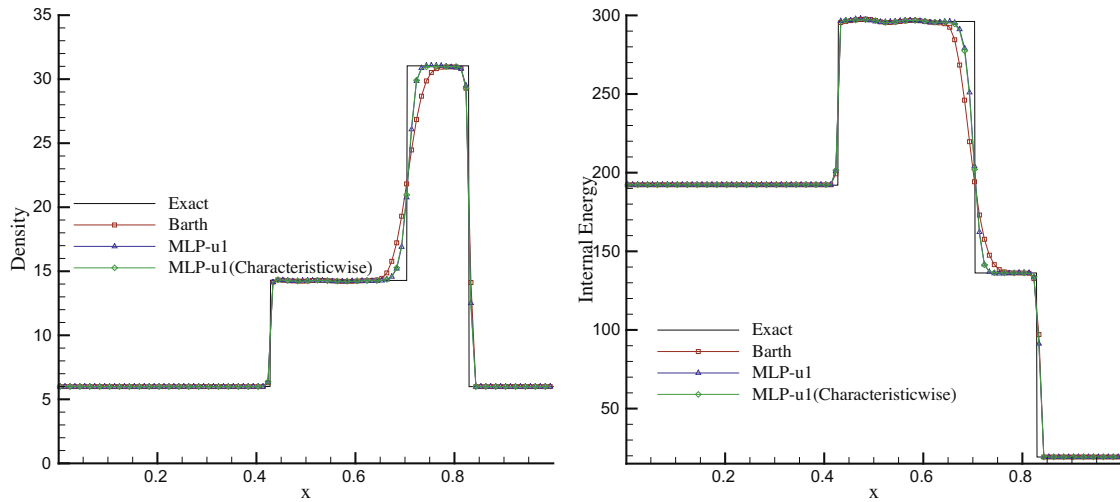 35
30
25
20
15
10
5
0
Density
Exact
Barth
MLP-u1
MLP-u1(Characteristicwise)
0.2
0.4
0.6
0.8
x
300
250
200
150
100
50
Internal Energy
Exact
Barth
MLP-u1
MLP-u1(Characteristicwise)
0.2
0.4
0.6
0.8
x